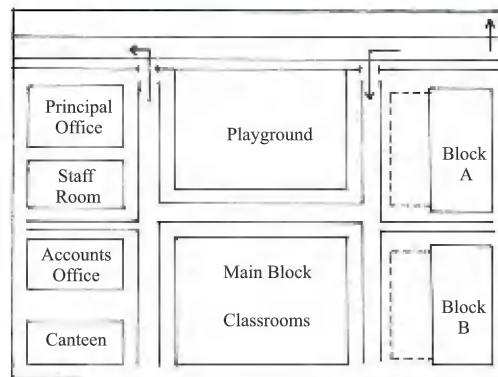 Principal
Office
Playground
Block
A
Staff
Room
Accounts
Office
Main Block
Classrooms
Block
B
Canteen